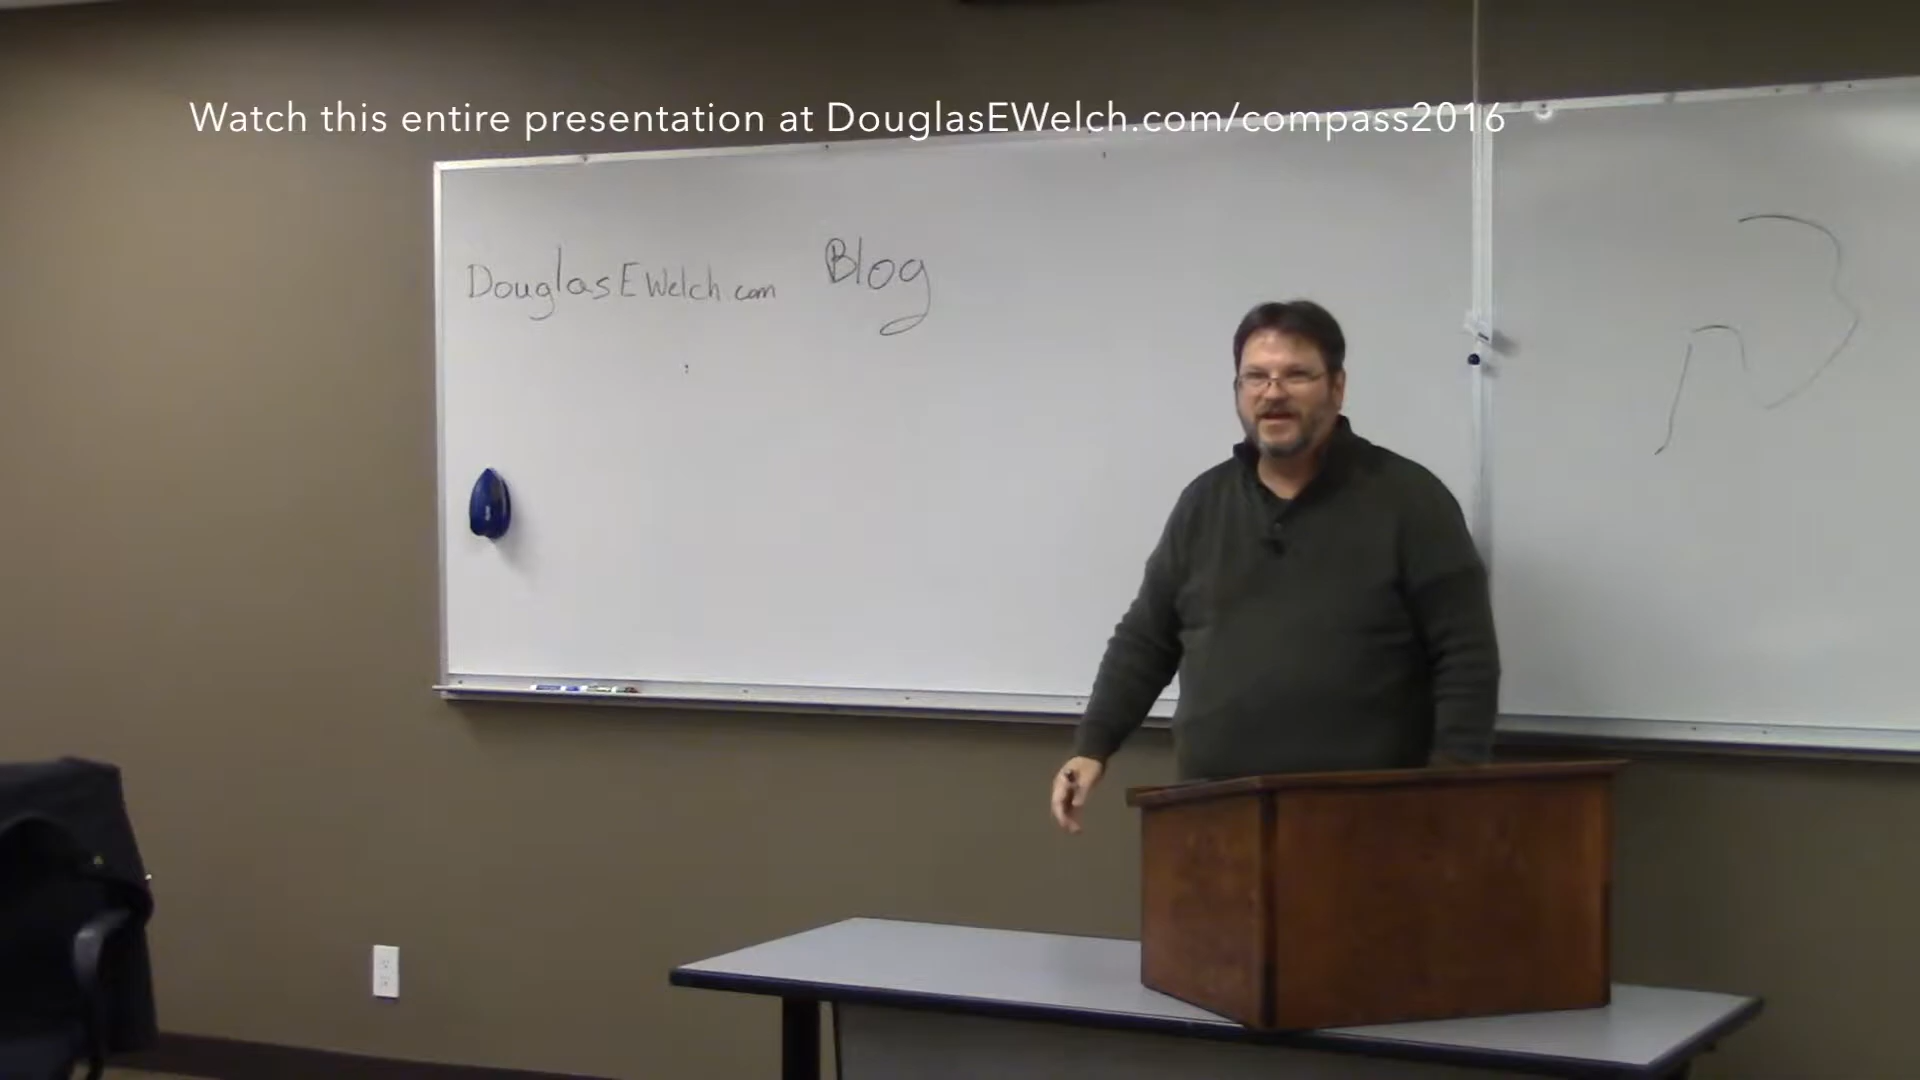 Watch this entire presentation at DouglasEWelch.com/compass2016
DouglasEWelch.com Blog